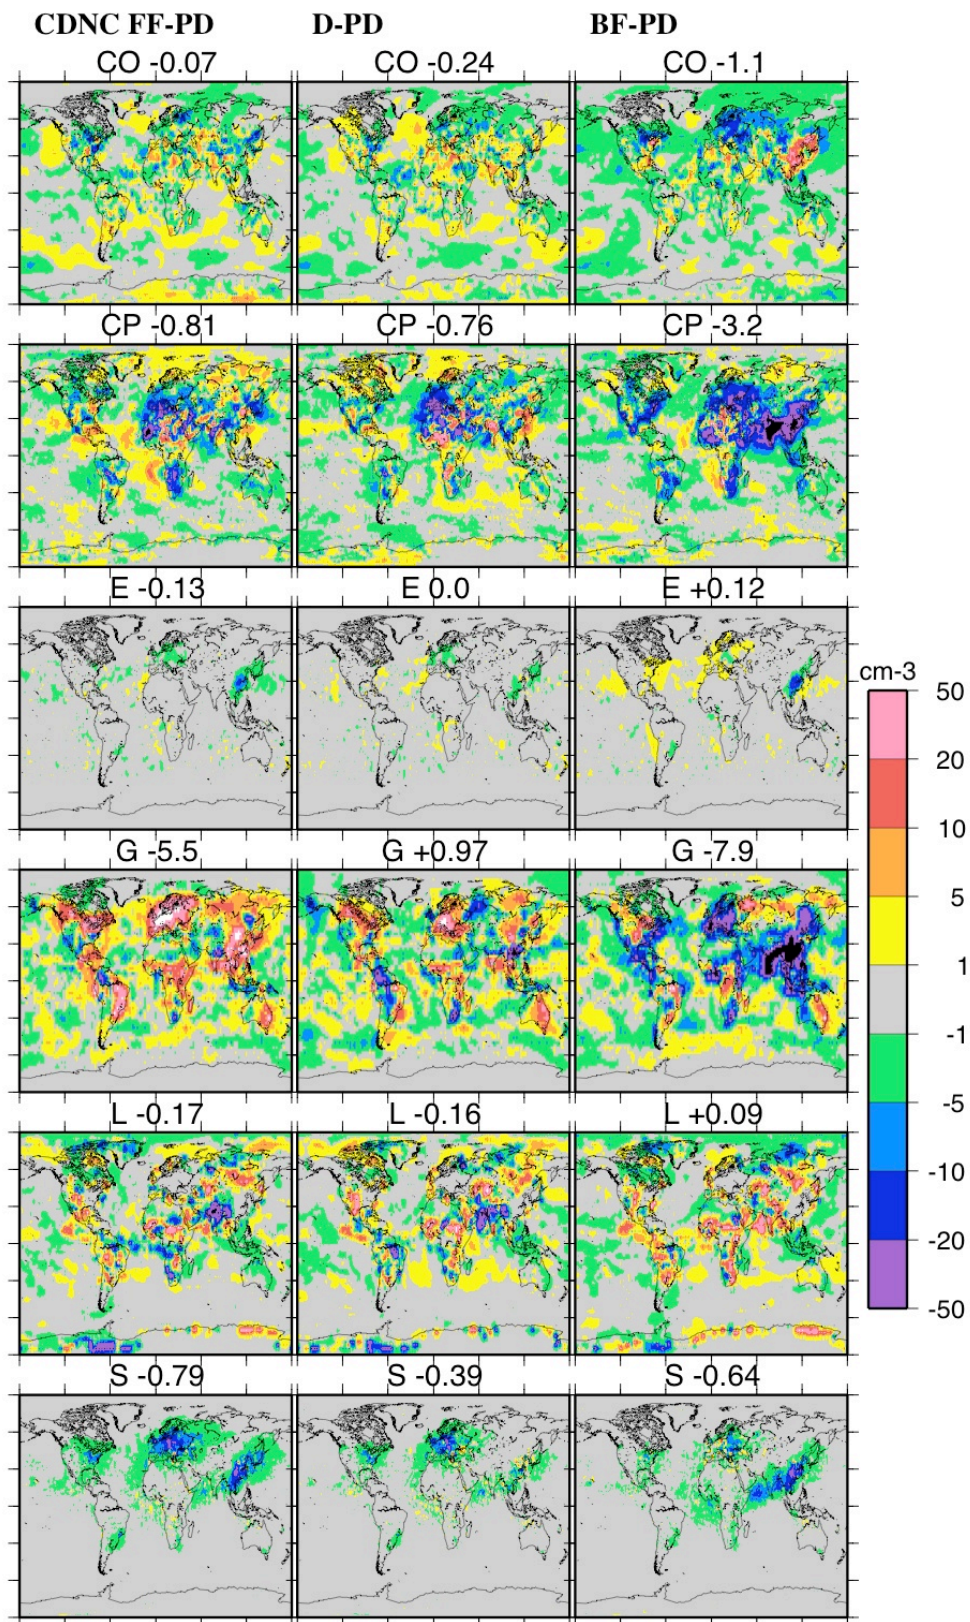 CDNC FF-PD D-PD BF-PD
CO -0.07 CO -0.24 CO -1.1
CP -0.81 CP -0.76 CP -3.2
E -0.13 E 0.0 E +0.12
cm-3
50
20
10
5
1
-1
-5
-10
-20
-50
G -5.5 G +0.97 G -7.9
L -0.17 L -0.16 L +0.09
S -0.79 S -0.39 S -0.64